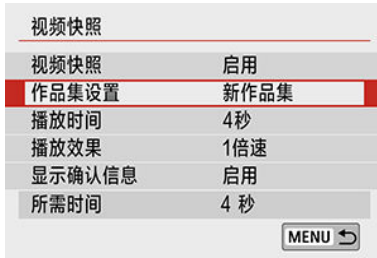 视频快照
视频快照 启用
作品集设置 新作品集
播放时间 4秒
播放效果 1倍速
显示确认信息 启用
所需时间 4 秒
MENU